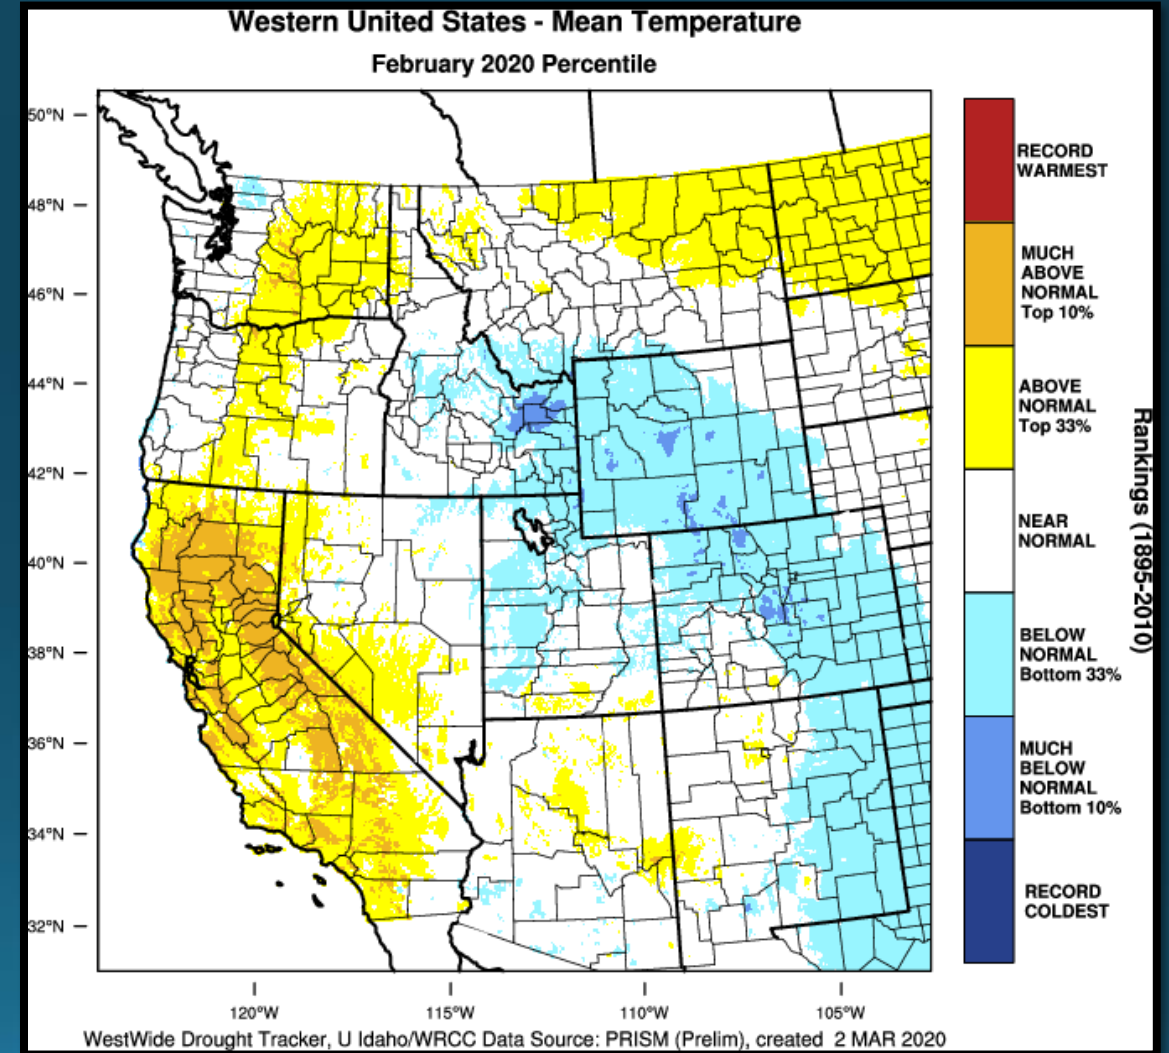 Western United States - Mean Temperature
February 2020 Percentile
50°N
48°N
46°N
44°N
42°N
40°N
38°N
36°N
34°N
32°N
120°W
115°W
110°W
105°W
RECORD
WARMEST
MUCH
ABOVE
NORMAL
Top 10%
ABOVE
NORMAL
Top 33%
NEAR
NORMAL
BELOW
NORMAL
Bottom 33%
MUCH
BELOW
NORMAL
Bottom 10%
RECORD
COLDEST
Rankings (1895-2010)
WestWide Drought Tracker, U Idaho/WRCC Data Source: PRISM (Prelim), created 2 MAR 2020